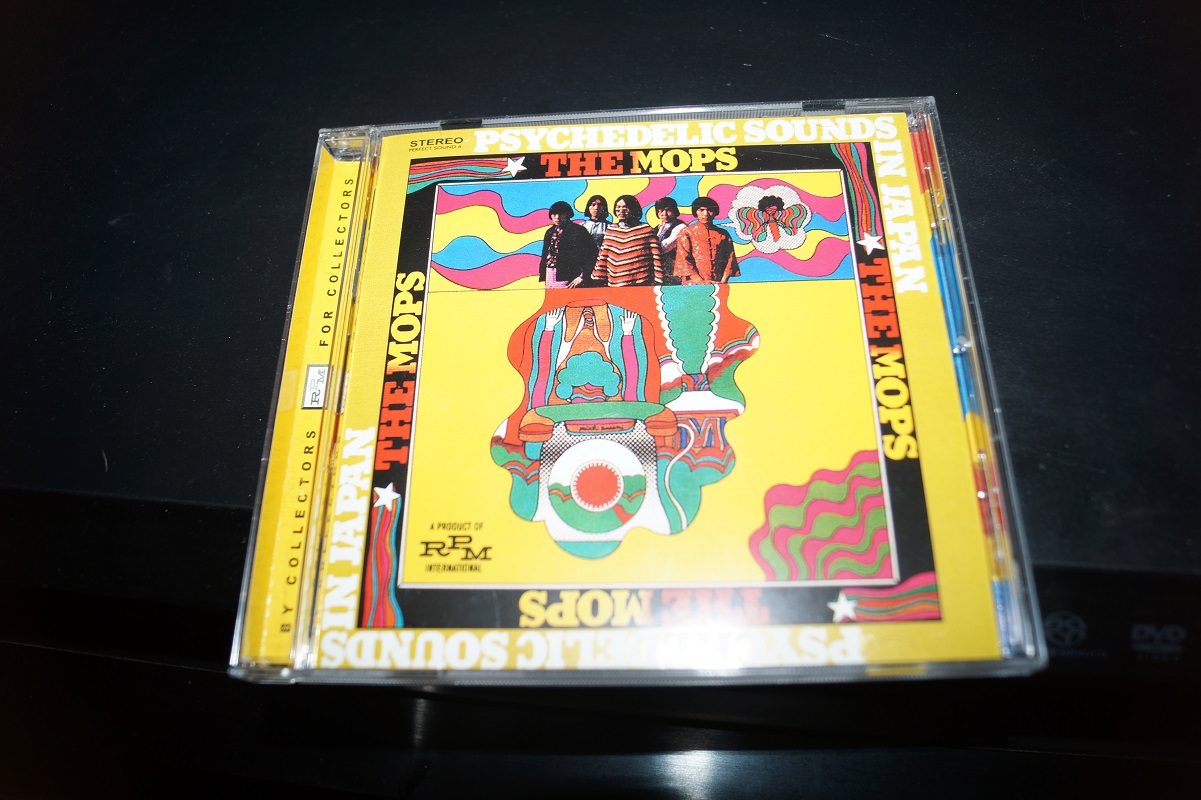 STEREO
PERFECT SOUND &
PSYCHEDELIC SOUNDS
IN JAPAN
THE MOPS
THE MOPS
THE MOPS
THE MOPS
PSYCHEDELIC SOUNDS
IN JAPAN
A PRODUCT OF
RPM
INTERNATIONAL
BY COLLECTORS
RPM
FOR COLLECTORS
DVD